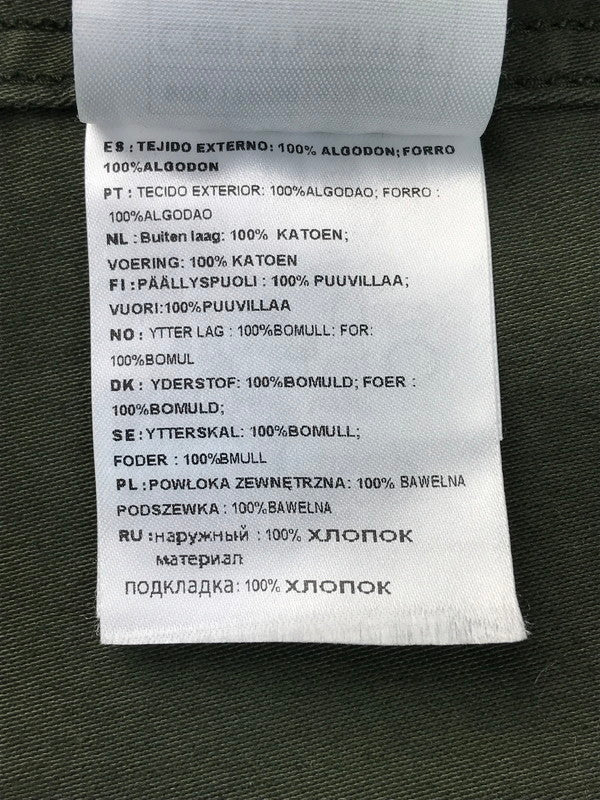 ES : TEJIDO EXTERNO: 100% ALGODON; FORRO
100%ALGODON
PT : TECIDO EXTERIOR: 100%ALGODAO; FORRO :
100%ALGODAO
NL : Buiten laag: 100% KATOEN;
VOERING: 100% KATOEN
FI : PÄÄLLYSPUOLI : 100% PUUVILLAA;
VUORI:100%PUUVILLAA
NO : YTTER LAG : 100%BOMULL: FOR:
100%BOMUL
DK : YDERSTOF: 100%BOMULD; FOER :
100%BOMULD;
SE : YTTERSKAL: 100%BOMULL;
FODER : 100%BMULL
PL : POWŁOKA ZEWNĘTRZNA: 100% BAWEŁNA
PODSZEWKA : 100%BAWEŁNA
RU : наружный : 100% ХЛОПОК
материал
подкладка: 100% ХЛОПОК